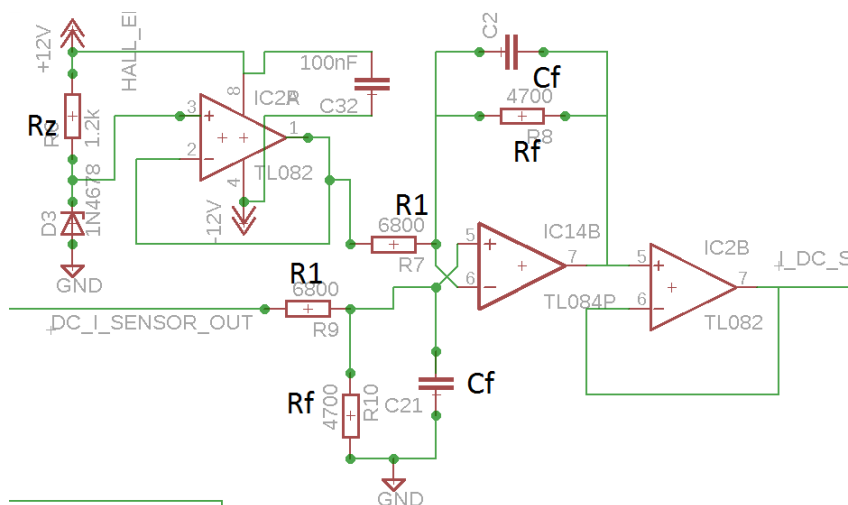 +12V
HALL_E
Rz
1.2k
D3
1N4678
GND
3
2
8
4
1
IC2A
TL082
-12V
100nF
C32
C2
Cf
4700
R8
Rf
R1
6800
R7
5
6
7
IC14B
TL084P
5
6
7
IC2B
TL082
I_DC_S
DC_I_SENSOR_OUT
R1
6800
R9
Rf
4700
R10
C21
Cf
GND